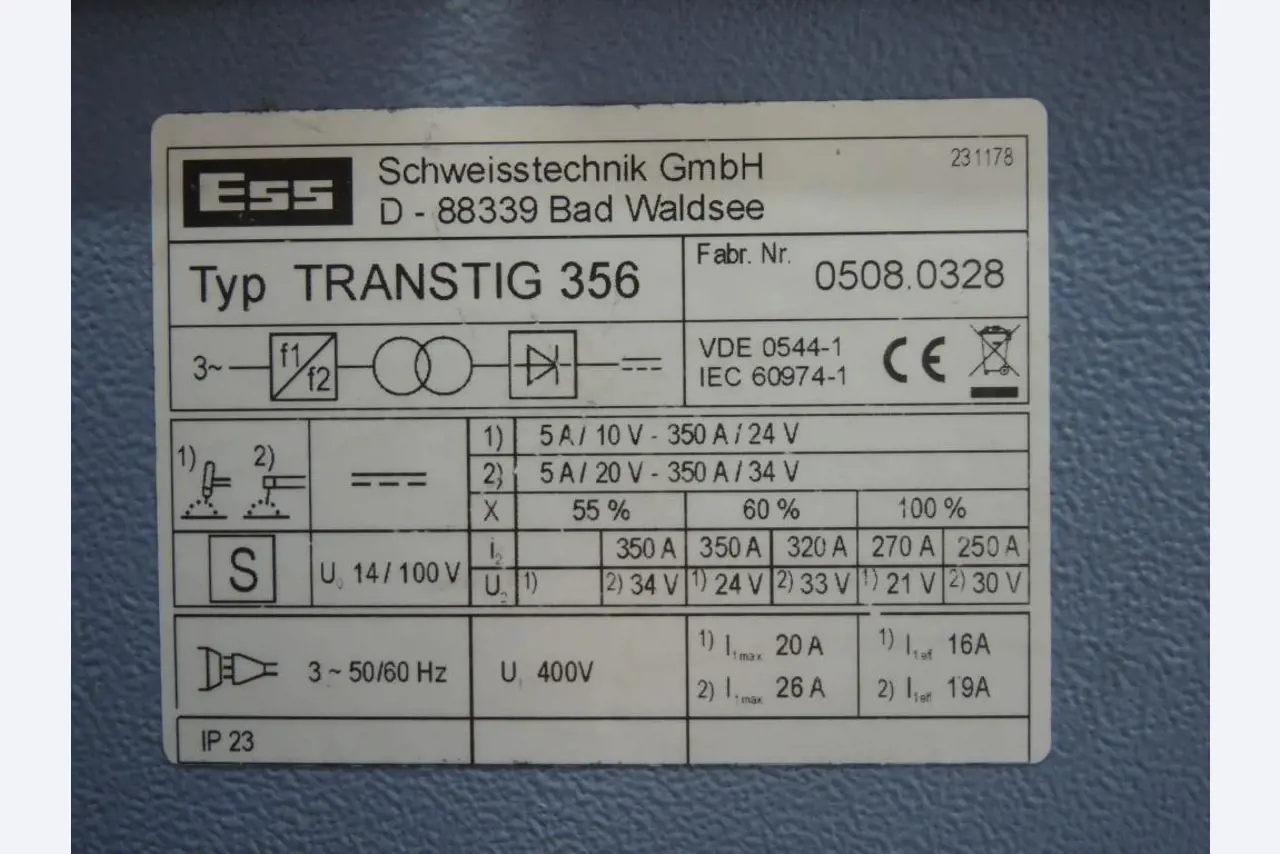 ESS Schweisstechnik GmbH 231178
D - 88339 Bad Waldsee
Typ TRANSTIG 356 Fabr. Nr. 0508.0328
3~ f1/f2
VDE 0544-1
IEC 60974-1 CE
1) 2)
1) 5 A / 10 V - 350 A / 24 V
2) 5 A / 20 V - 350 A / 34 V
X 55 % 60 % 100 %
S U₀ 14 / 100 V
I₂ 350 A 350 A 320 A 270 A 250 A
U₂ 1) 2) 34 V 1) 24 V 2) 33 V 1) 21 V 2) 30 V
3 ~ 50/60 Hz U₁ 400V
1) I₁max 20 A 1) I₁eff 16A
2) I₁max 26 A 2) I₁eff 19A
IP 23